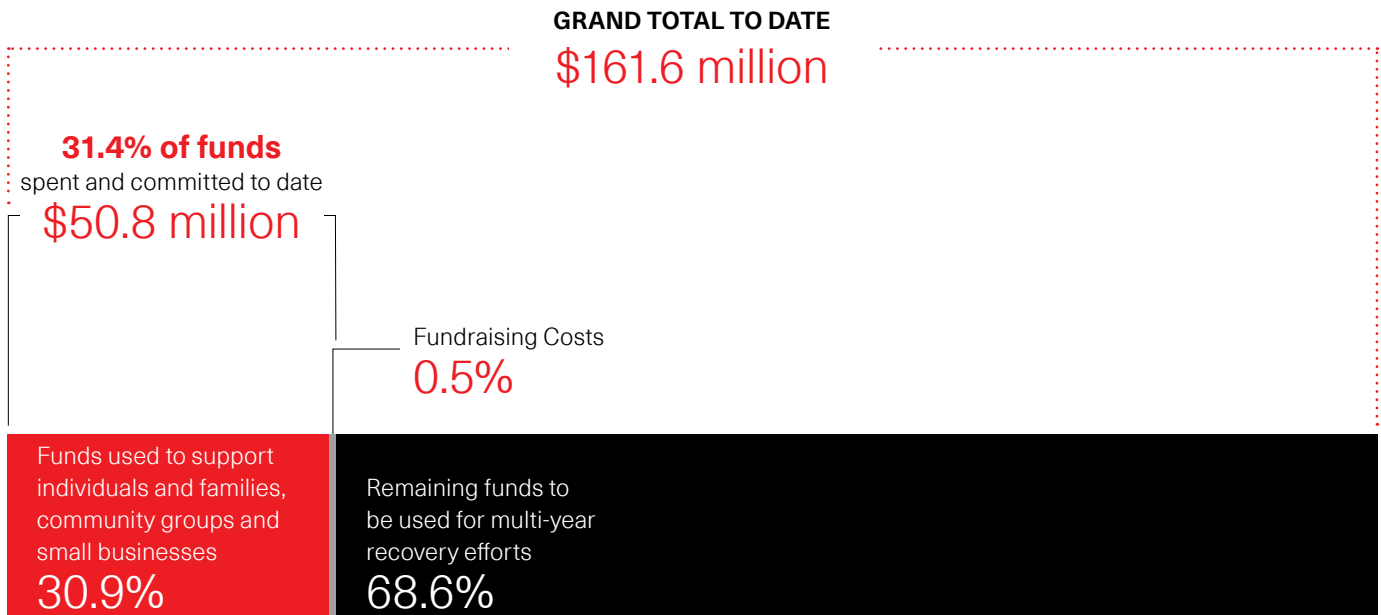 GRAND TOTAL TO DATE
$161.6 million
31.4% of funds
spent and committed to date
$50.8 million
Fundraising Costs
0.5%
Funds used to support
individuals and families,
community groups and
small businesses
30.9%
Remaining funds to
be used for multi-year
recovery efforts
68.6%